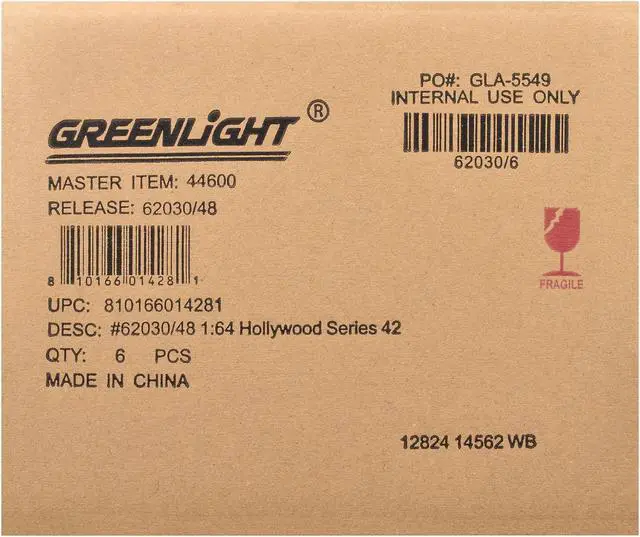 PO#: GLA-5549
INTERNAL USE ONLY
62030/6
GREENLIGHT ®
MASTER ITEM: 44600
RELEASE: 62030/48
8 10166 01428 1
FRAGILE
UPC: 810166014281
DESC: #62030/48 1:64 Hollywood Series 42
QTY: 6 PCS
MADE IN CHINA
12824 14562 WB